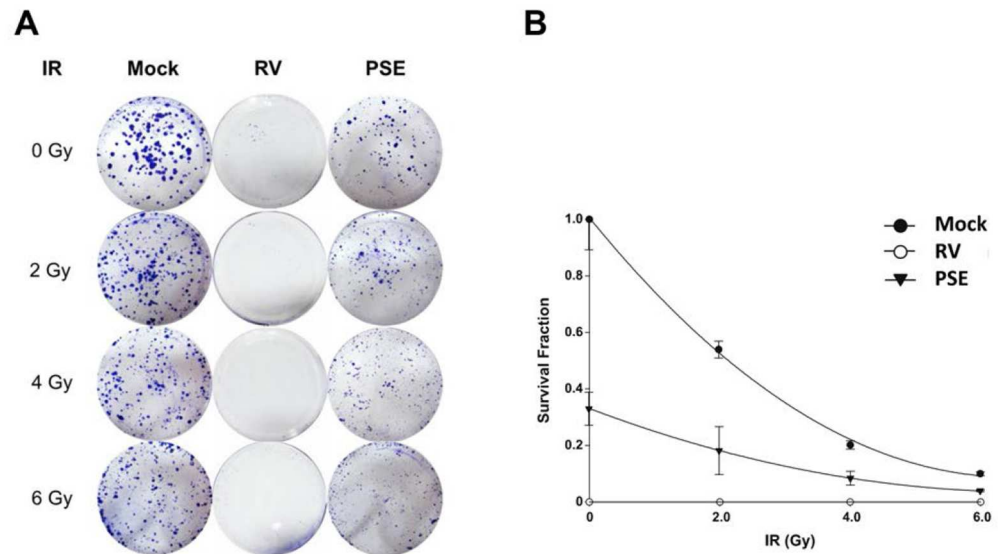 A
IR Mock RV PSE
0 Gy
2 Gy
4 Gy
6 Gy
B
Mock
RV
PSE
Survival Fraction
1.0
0.8
0.6
0.4
0.2
0
0 2.0 4.0 6.0
IR (Gy)